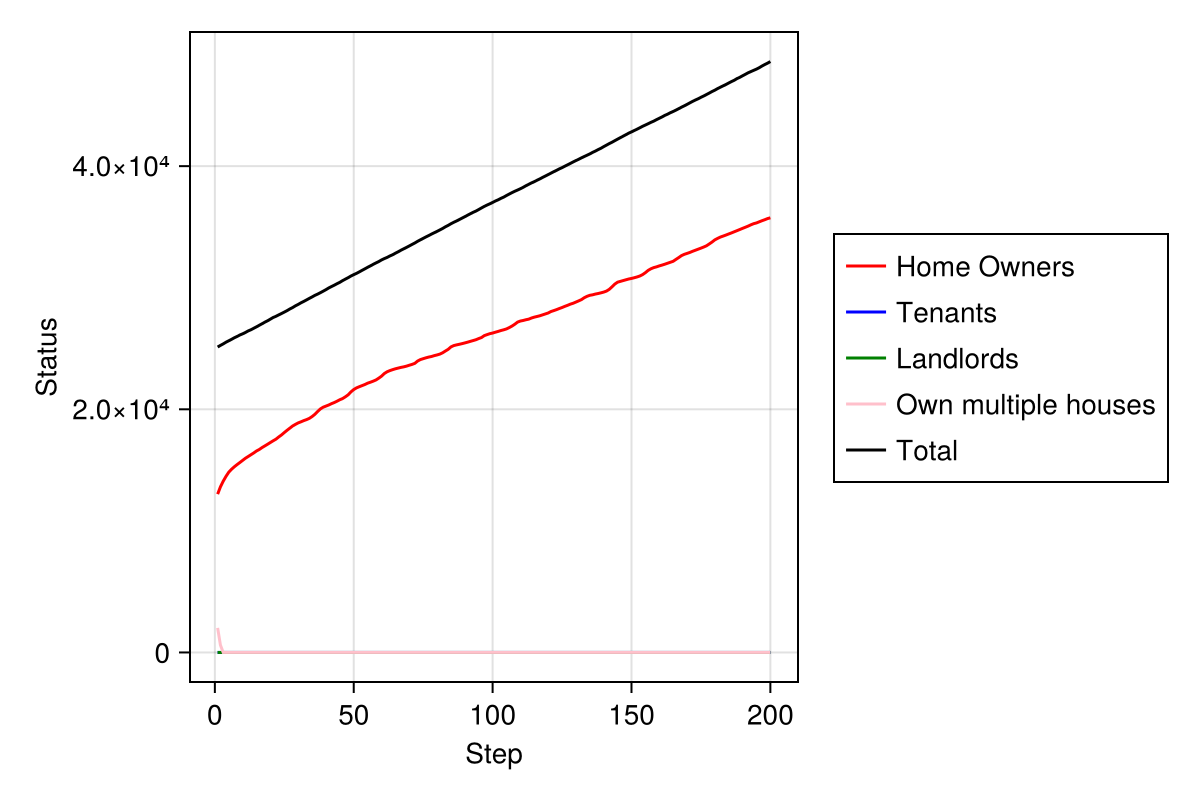 4.0×10⁴
2.0×10⁴
0
Status
0 50 100 150 200
Step
Home Owners
Tenants
Landlords
Own multiple houses
Total